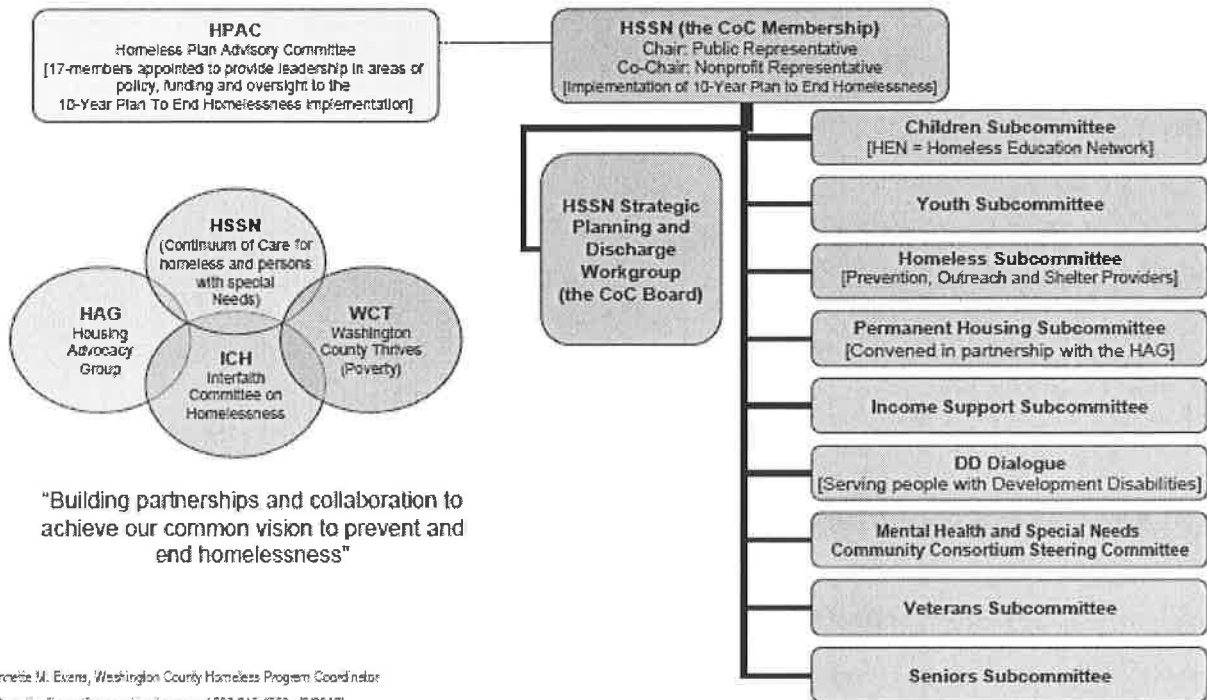 HPAC
Homeless Plan Advisory Committee
[17-members appointed to provide leadership in areas of
policy, funding and oversight to the
10-Year Plan To End Homelessness Implementation]
HSSN (the CoC Membership)
Chair: Public Representative
Co-Chair: Nonprofit Representative
[Implementation of 10-Year Plan to End Homelessness]
HSSN Strategic
Planning and
Discharge
Workgroup
(the CoC Board)
Children Subcommittee
[HEN = Homeless Education Network]
Youth Subcommittee
Homeless Subcommittee
[Prevention, Outreach and Shelter Providers]
Permanent Housing Subcommittee
[Convened in partnership with the HAG]
Income Support Subcommittee
DD Dialogue
[Serving people with Development Disabilities]
Mental Health and Special Needs
Community Consortium Steering Committee
Veterans Subcommittee
Seniors Subcommittee
HSSN
(Continuum of Care for
homeless and persons
with special
Needs)
HAG
Housing
Advocacy
Group
WCT
Washington
County Thrives
(Poverty)
ICH
Interfaith
Committee on
Homelessness
"Building partnerships and collaboration to
achieve our common vision to prevent and
end homelessness"
M. Evans, Washington County Homeless Program Coordinator